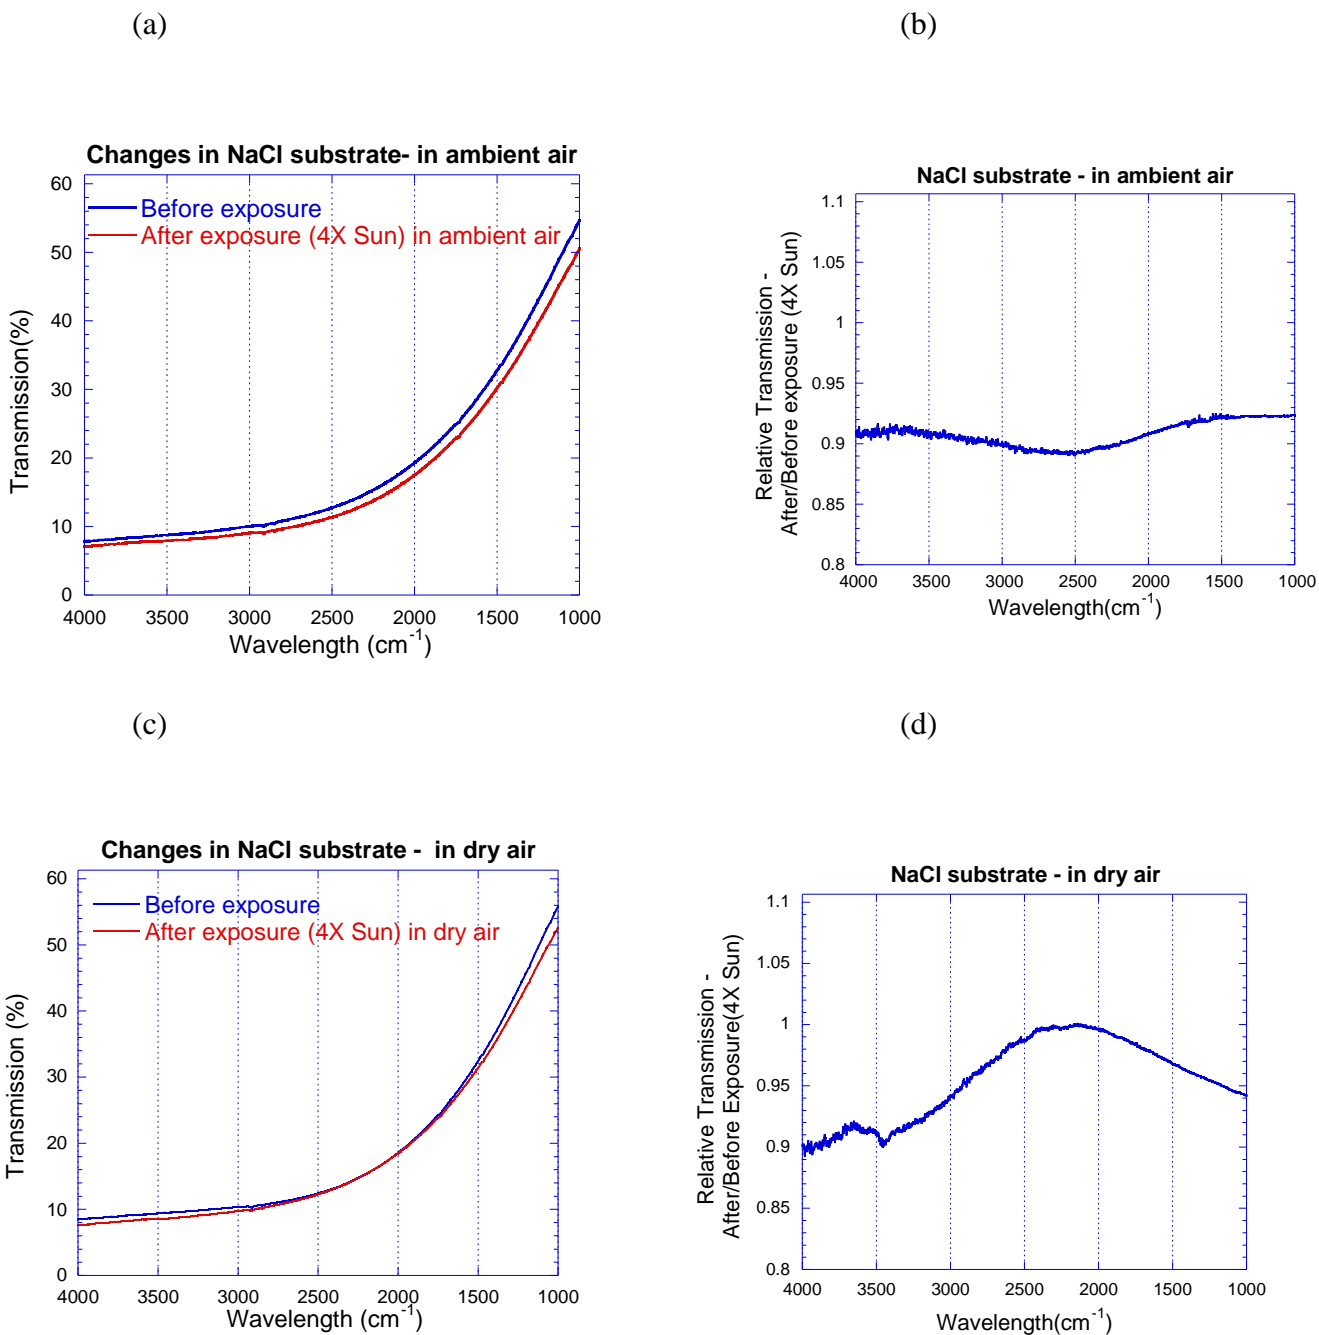 (a)
(b)
Changes in NaCl substrate- in ambient air
60
50
40
30
20
10
0
Transmission(%)
Before exposure
After exposure (4X Sun) in ambient air
4000 3500 3000 2500 2000 1500 1000
Wavelength (cm-1)
NaCl substrate - in ambient air
1.1
1.05
1
0.95
0.9
0.85
0.8
Relative Transmission -
After/Before exposure (4X Sun)
4000 3500 3000 2500 2000 1500 1000
Wavelength(cm-1)
(c)
(d)
Changes in NaCl substrate - in dry air
60
50
40
30
20
10
0
Transmission (%)
Before exposure
After exposure (4X Sun) in dry air
4000 3500 3000 2500 2000 1500 1000
Wavelength (cm-1)
NaCl substrate - in dry air
1.1
1.05
1
0.95
0.9
0.85
0.8
Relative Transmission -
After/Before Exposure(4X Sun)
4000 3500 3000 2500 2000 1500 1000
Wavelength(cm-1)